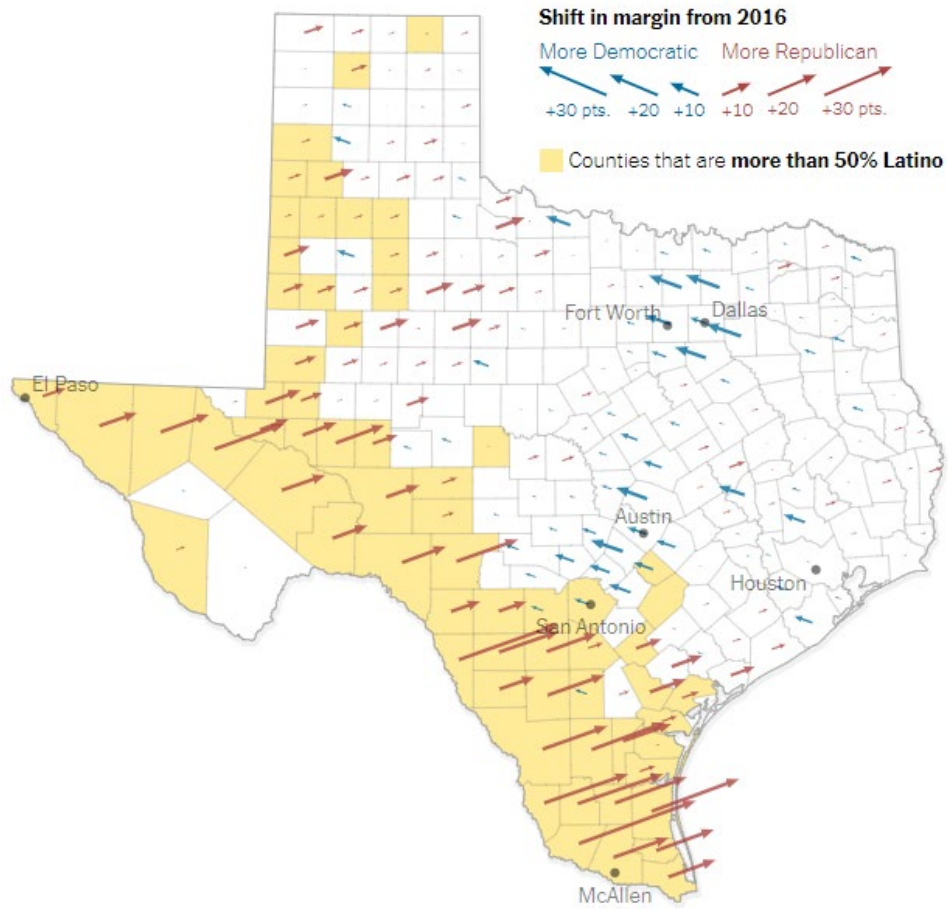 Shift in margin from 2016
More Democratic More Republican
+30 pts. +20 +10 +10 +20 +30 pts.
Counties that are more than 50% Latino
Fort Worth Dallas
El Paso
Austin
Houston
San Antonio
McAllen